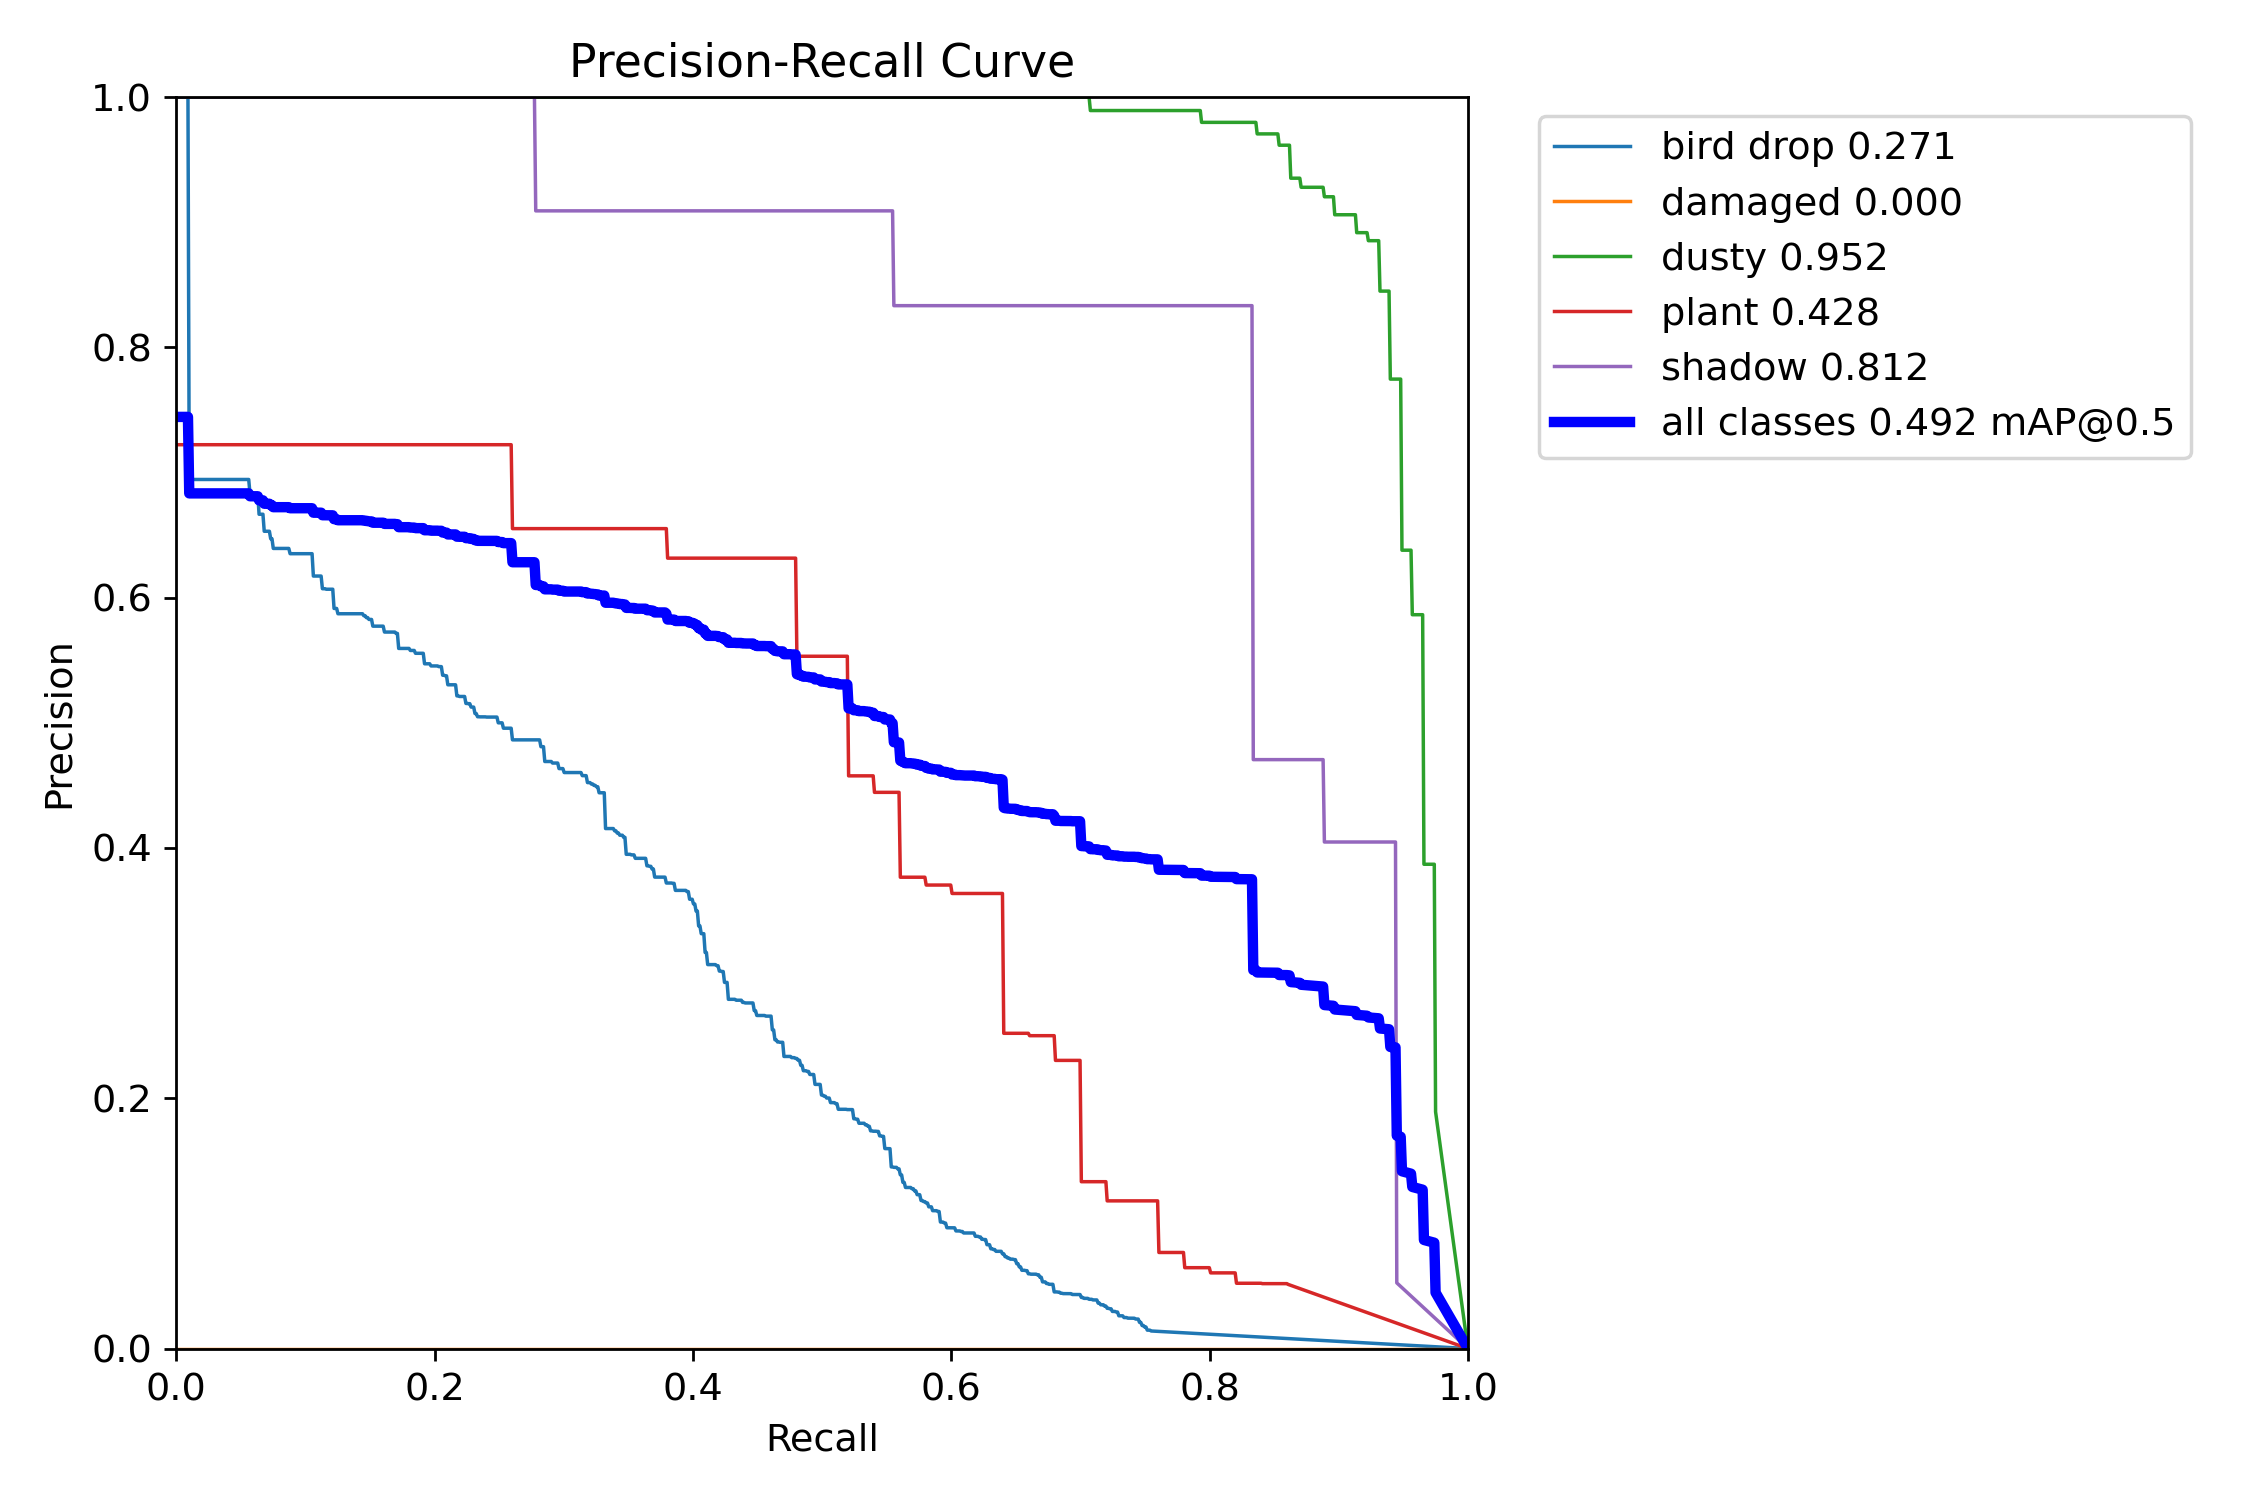 Precision-Recall Curve
1.0
0.8
0.6
0.4
0.2
0.0
Precision
0.0 0.2 0.4 0.6 0.8 1.0
Recall
bird drop 0.271
damaged 0.000
dusty 0.952
plant 0.428
shadow 0.812
all classes 0.492 mAP@0.5